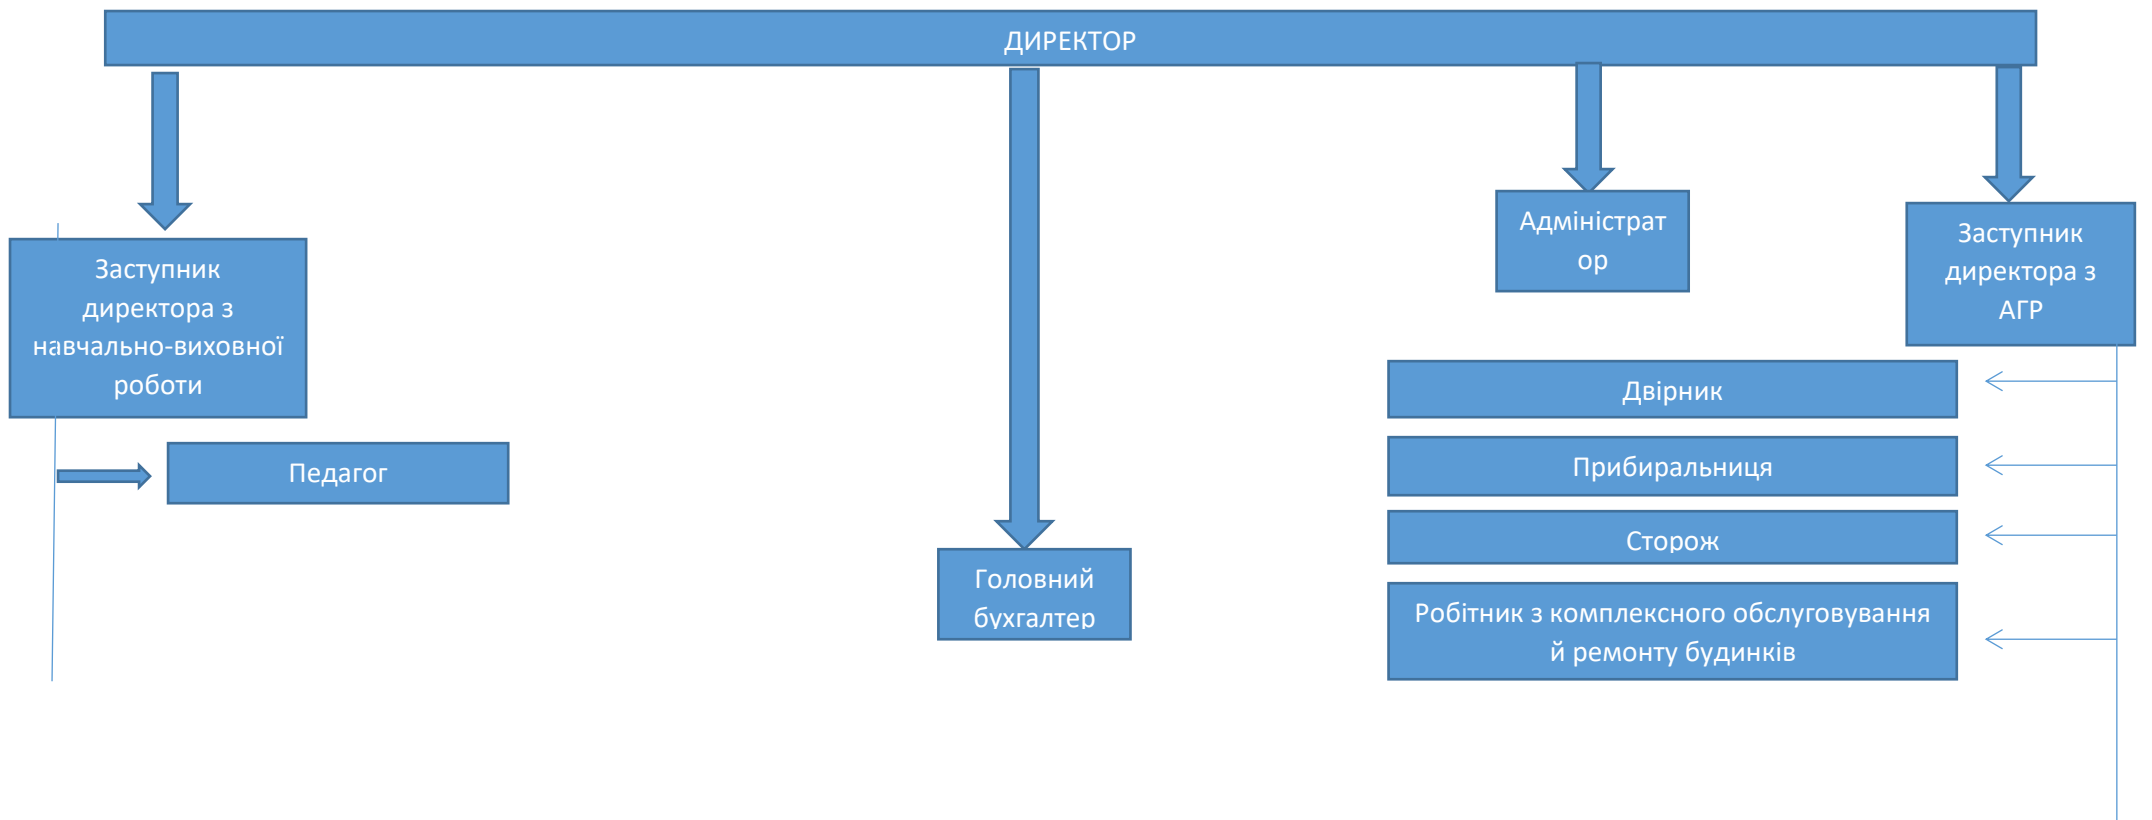 ДИРЕКТОР
Заступник
директора з
навчально-виховної
роботи
Педагог
Головний
бухгалтер
Адміністрат
ор
Заступник
директора з
АГР
Двірник
Прибиральниця
Сторож
Робітник з комплексного обслуговування
й ремонту будинків